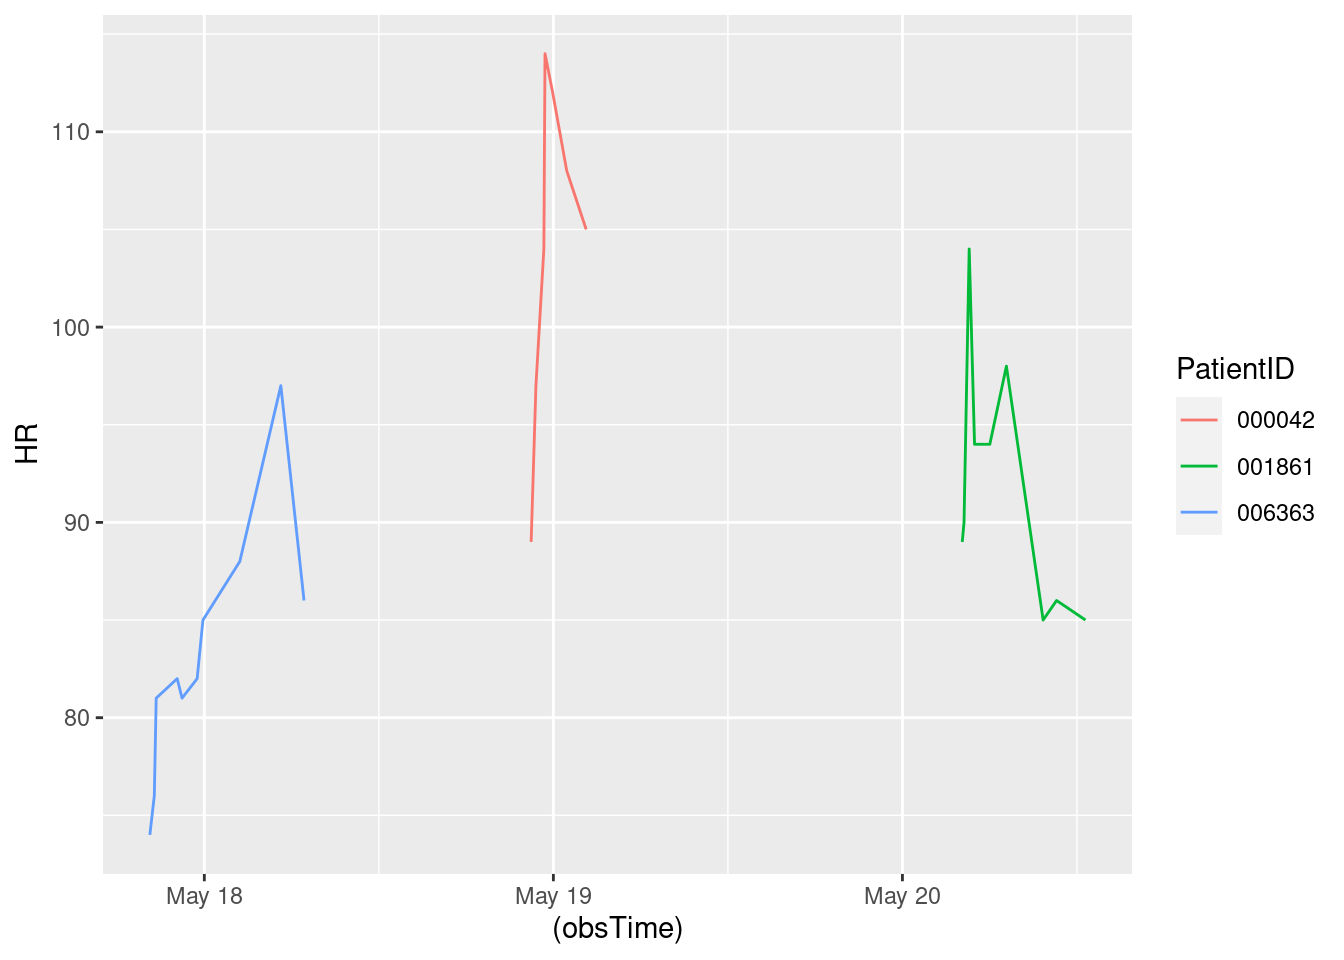 110
100
90
80
HR
May 18
May 19
May 20
(obsTime)
PatientID
000042
001861
006363